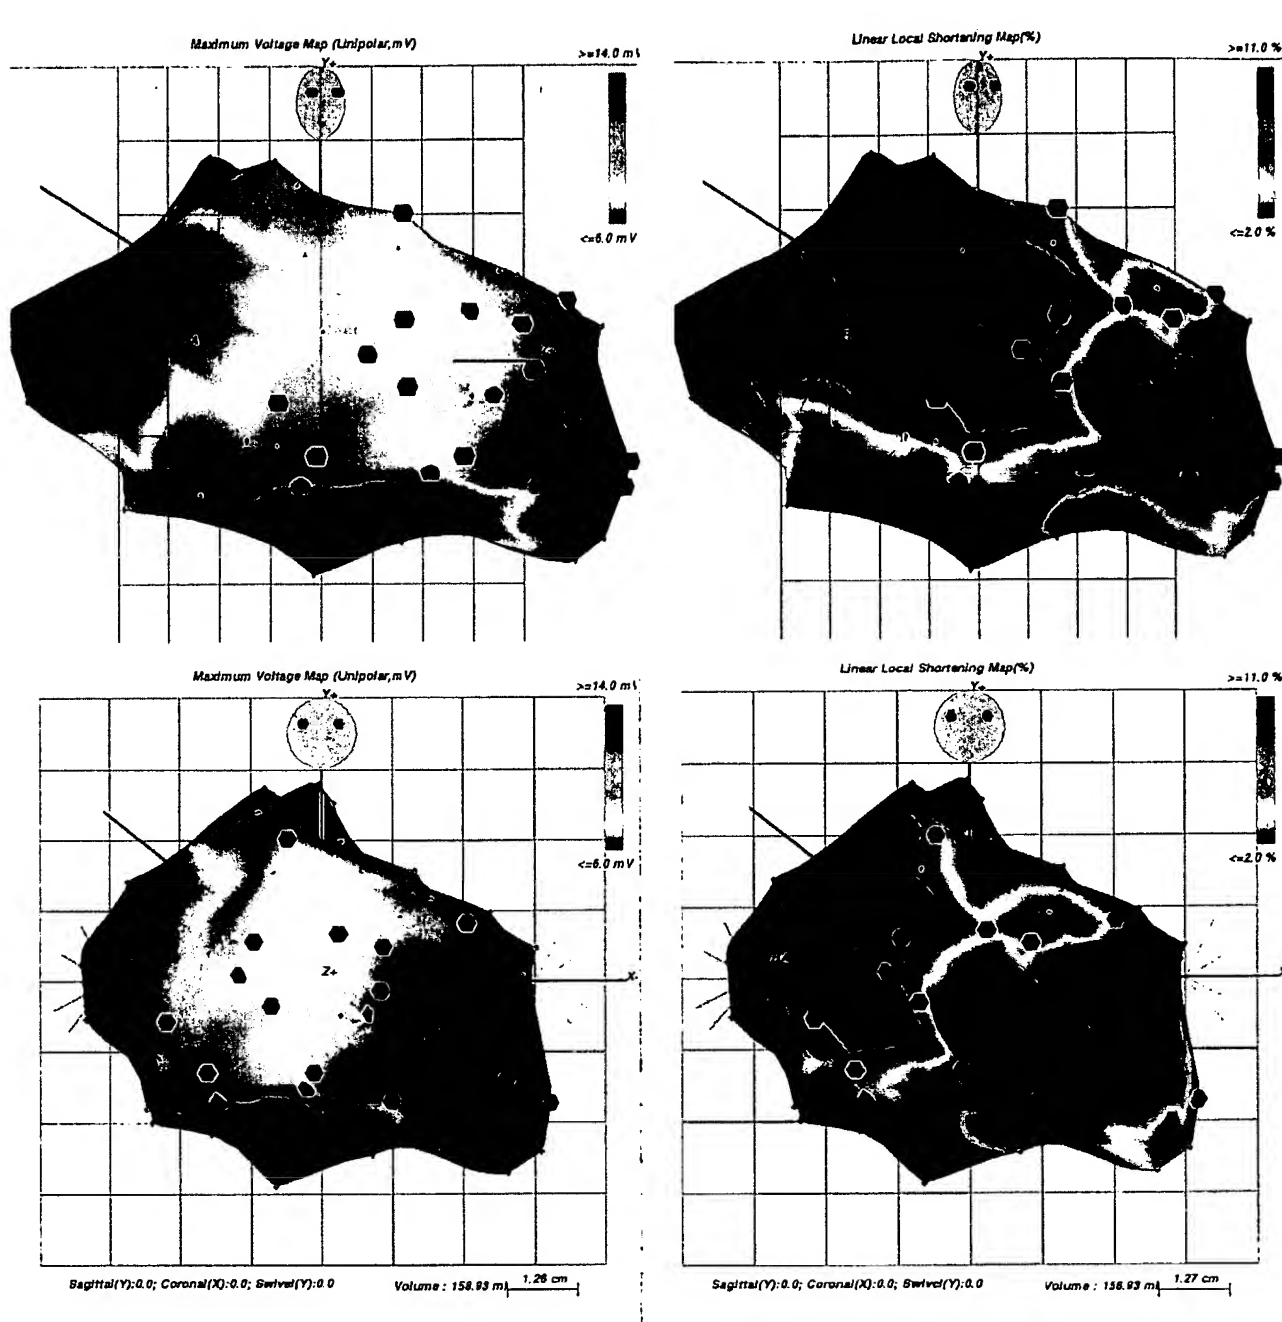 Maximum Voltage Map (Unipolar,mV)
>=14.0 mV
Y+
<=6.0 mV
Linear Local Shortening Map(%)
>=11.0 %
Y+
<=2.0 %
Maximum Voltage Map (Unipolar,mV)
>=14.0 mV
Y+
<=6.0 mV
Z+
X
Sagittal(Y):0.0; Coronal(X):0.0; Swivel(Y):0.0
Volume : 158.93 ml
1.26 cm
Linear Local Shortening Map(%)
>=11.0 %
Y+
<=2.0 %
Sagittal(Y):0.0; Coronal(X):0.0; Swivel(Y):0.0
Volume : 158.93 ml
1.27 cm